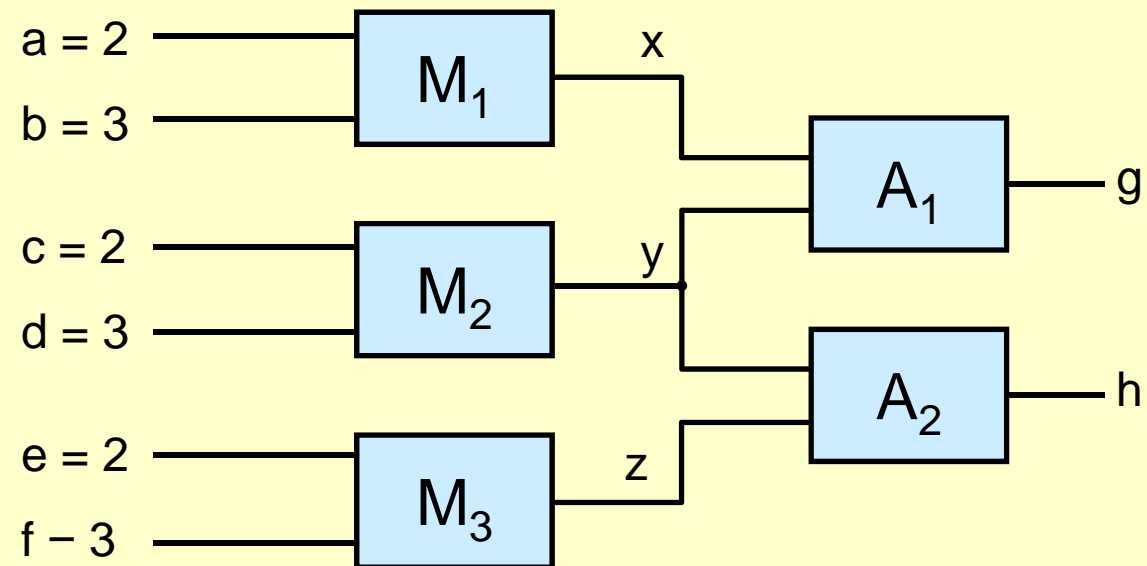 a = 2
b = 3
M₁
x
A₁
g
c = 2
d = 3
M₂
y
A₂
h
e = 2
f − 3
M₃
z